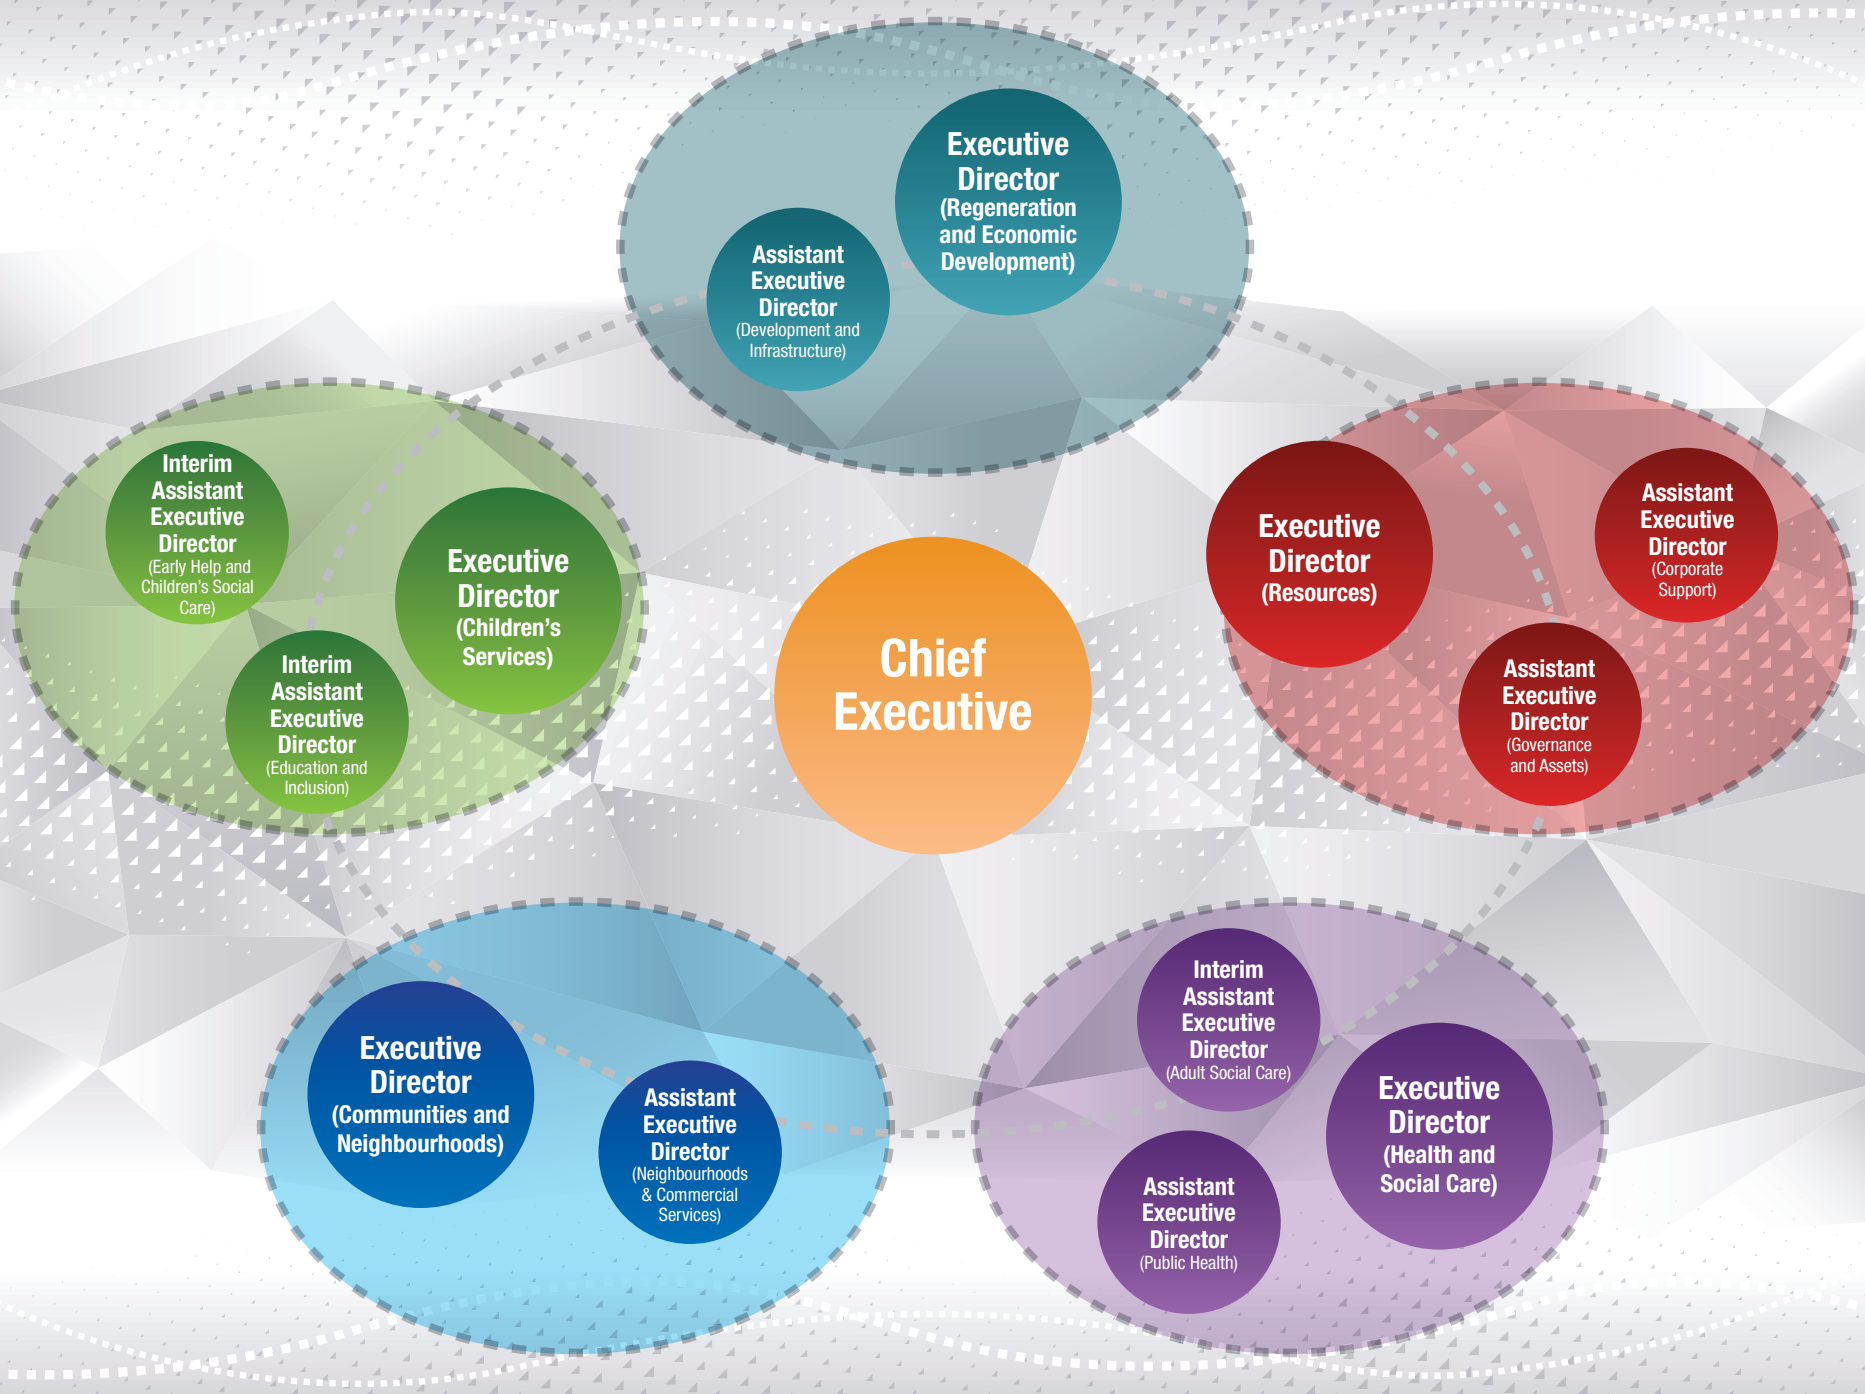 Executive
Director
(Regeneration
and Economic
Development)
Assistant
Executive
Director
(Development and
Infrastructure)
Interim
Assistant
Executive
Director
(Early Help and
Children's Social
Care)
Executive
Director
(Children's
Services)
Interim
Assistant
Executive
Director
(Education and
Inclusion)
Chief
Executive
Executive
Director
(Resources)
Assistant
Executive
Director
(Corporate
Support)
Assistant
Executive
Director
(Governance
and Assets)
Executive
Director
(Communities and
Neighbourhoods)
Assistant
Executive
Director
(Neighbourhoods
& Commercial
Services)
Interim
Assistant
Executive
Director
(Adult Social Care)
Executive
Director
(Health and
Social Care)
Assistant
Executive
Director
(Public Health)